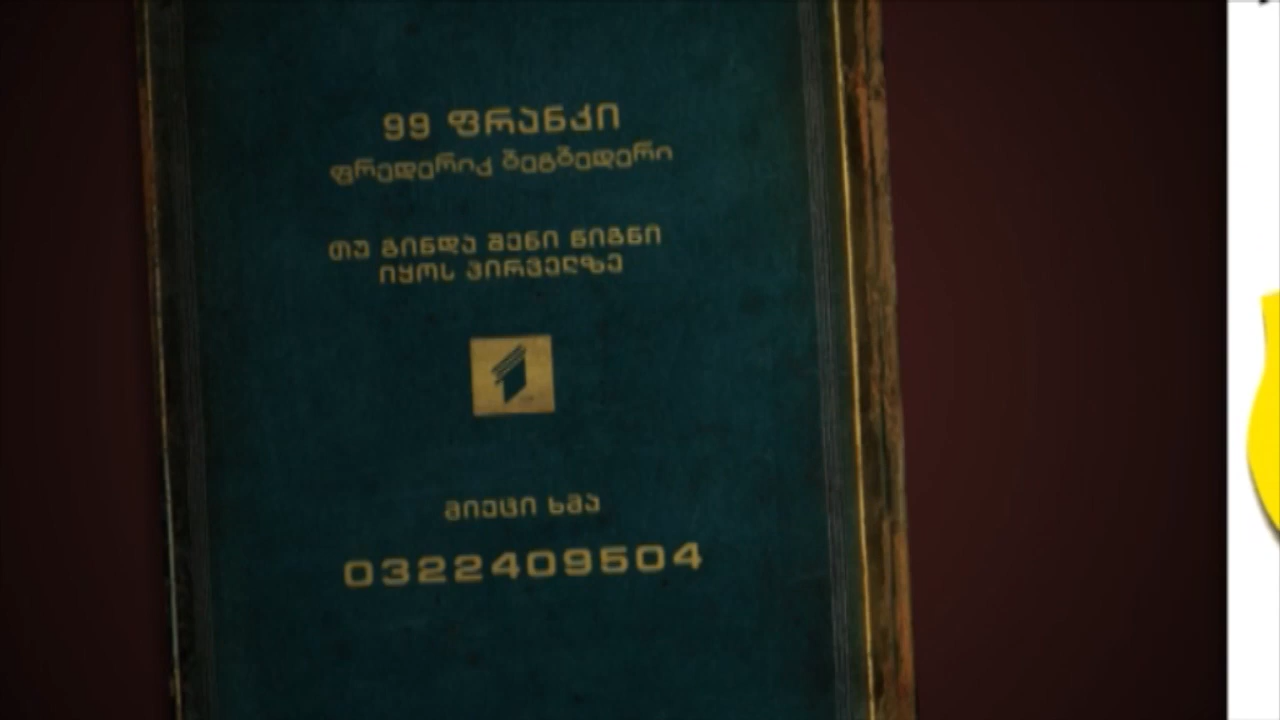 99 ფრანკი
ფრედერიკ ბეგბედერი
თუ გინდა შენი წიგნი
იყოს პირველზე
მიეცი ხმა
0322409504